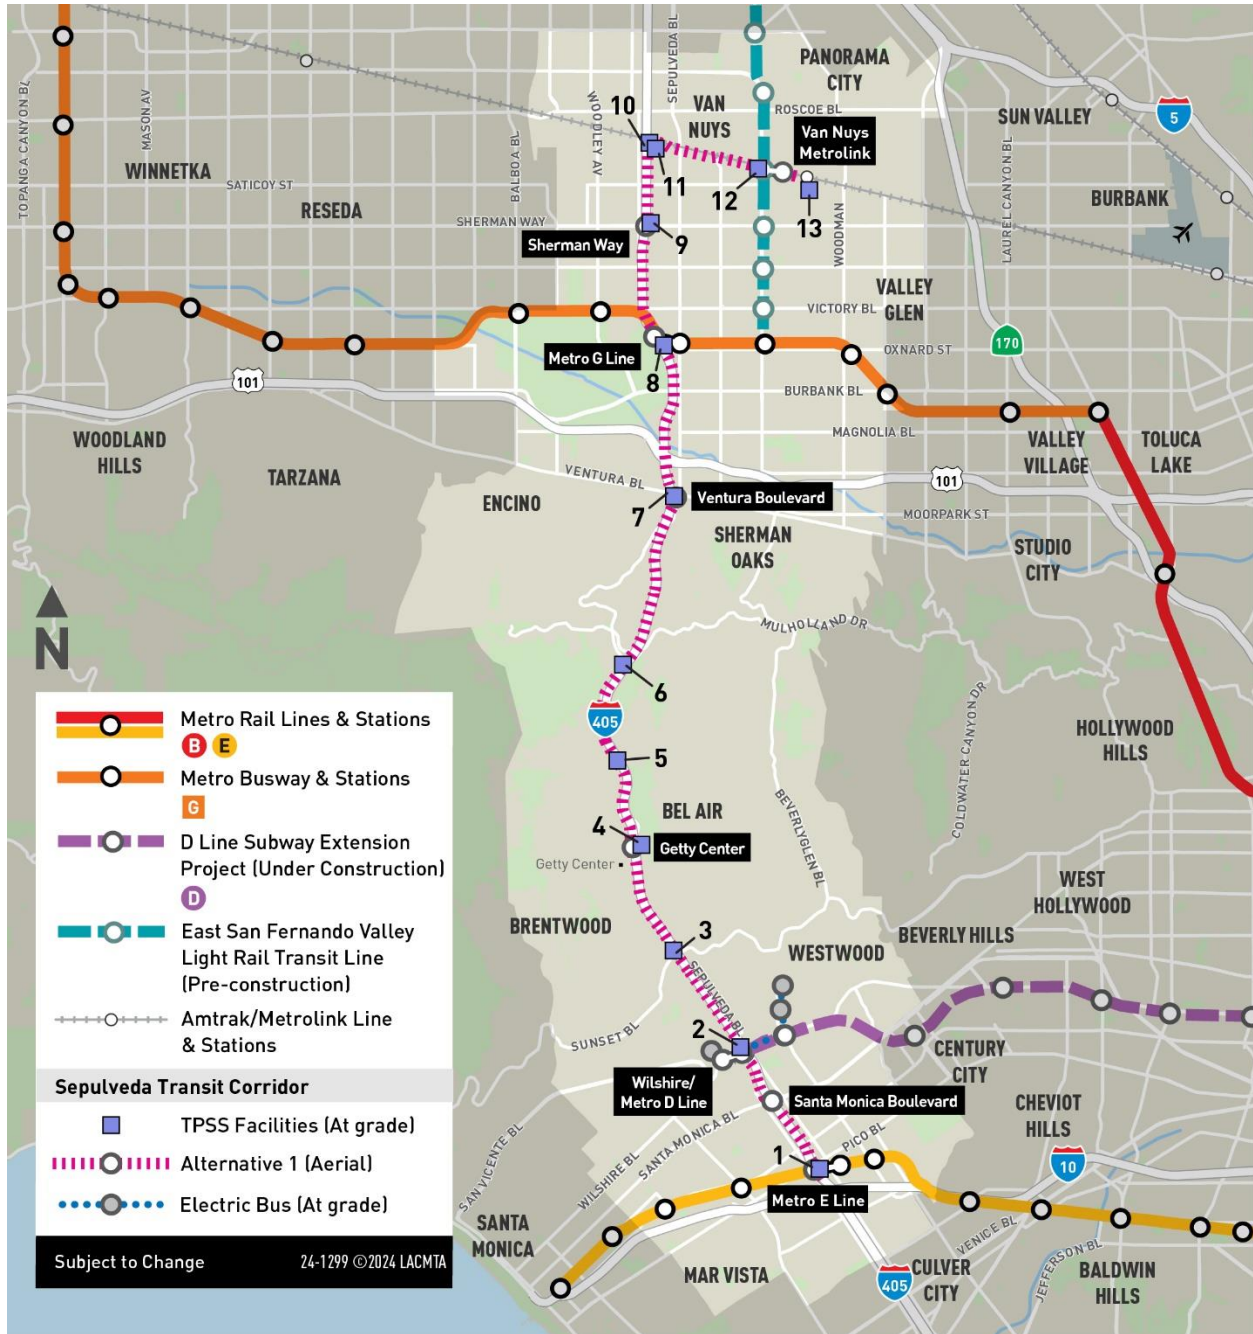 TOPANGA CANYON BL
MASON AV
WINNETKA
SATICOY ST
RESEDA
BALBOA BL
SHERMAN WAY
WOODLEY AV
SEPULVEDA BL
VAN
NUYS
PANORAMA
CITY
ROSCOE BL
Van Nuys
Metrolink
SUN VALLEY
5
LAUREL CANYON BL
BURBANK
WOODMAN
10
11
12
13
Sherman Way
9
VALLEY
GLEN
VICTORY BL
OXNARD ST
170
Metro G Line
8
BURBANK BL
MAGNOLIA BL
101
WOODLAND
HILLS
TARZANA
VENTURA BL
ENCINO
7
Ventura Boulevard
SHERMAN
OAKS
101
MOORPARK ST
VALLEY
VILLAGE
TOLUCA
LAKE
STUDIO
CITY
MULHOLLAND DR
N
6
405
5
COLDWATER CANYON DR
HOLLYWOOD
HILLS
BEVERLYGLEN BL
BEL AIR
4
Getty Center
Getty Center
WEST
HOLLYWOOD
BRENTWOOD
3
BEVERLY HILLS
WESTWOOD
SEPULVEDA BL
SUNSET BL
2
CENTURY
CITY
Wilshire/
Metro D Line
Santa Monica Boulevard
CHEVIOT
HILLS
SAN VICENTE BL
WILSHIRE BL
SANTA MONICA BL
PICO BL
1
10
Metro E Line
SANTA
MONICA
MAR VISTA
405
CULVER
CITY
VENICE BL
JEFFERSON BL
BALDWIN
HILLS
Metro Rail Lines & Stations
B E
Metro Busway & Stations
G
D Line Subway Extension
Project (Under Construction)
D
East San Fernando Valley
Light Rail Transit Line
(Pre-construction)
Amtrak/Metrolink Line
& Stations
Sepulveda Transit Corridor
TPSS Facilities (At grade)
Alternative 1 (Aerial)
Electric Bus (At grade)
Subject to Change 24-1299 ©2024 LACMTA